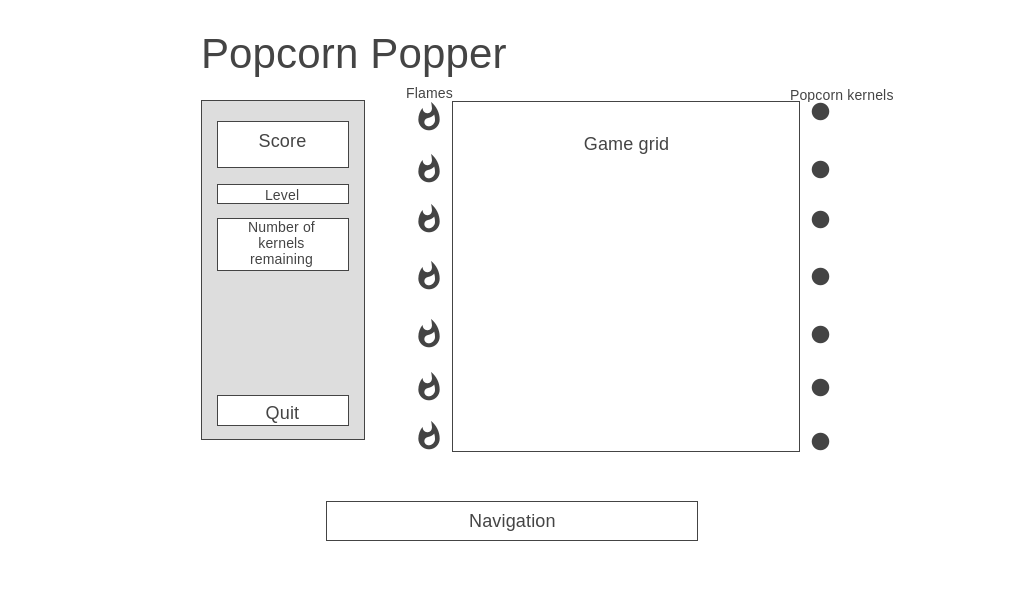 Popcorn Popper
Flames
Popcorn kernels
Score
Game grid
Level
Number of
kernels
remaining
Quit
Navigation